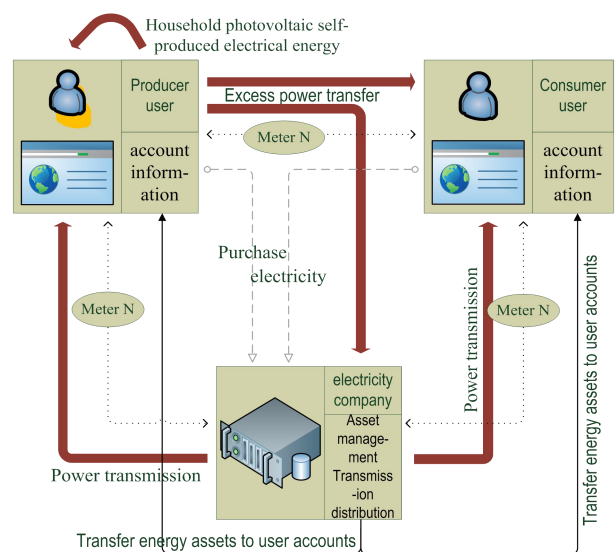 Household photovoltaic self-
produced electrical energy
Producer
user
account
inform-
ation
Excess power transfer
Meter N
Consumer
user
account
inform-
ation
Purchase
electricity
Meter N
Power transmission
Meter N
Transfer energy assets to user accounts
electricity
company
Asset
manage-
ment
Transmiss
-ion
distribution
Power transmission
Transfer energy assets to user accounts